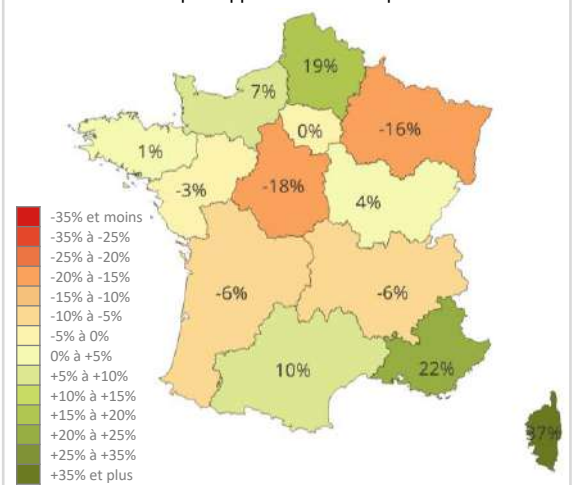 19%
7%
0%
-16%
1%
-3%
-18%
4%
-6%
-6%
10%
22%
37%
-35% et moins
-35% à -25%
-25% à -20%
-20% à -15%
-15% à -10%
-10% à -5%
-5% à 0%
0% à +5%
+5% à +10%
+10% à +15%
+15% à +20%
+20% à +25%
+25% à +35%
+35% et plus